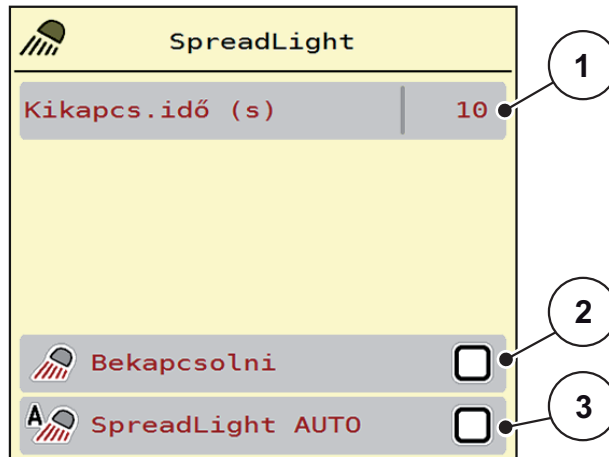 SpreadLight
1
Kikapcs.idő (s) 10
2
Bekapcsolni
3
A SpreadLight AUTO